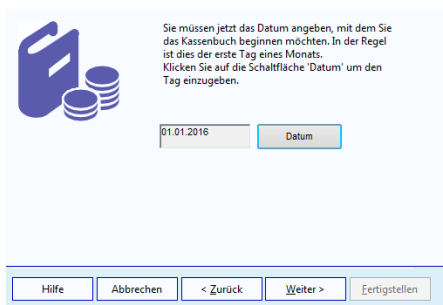 Sie müssen jetzt das Datum angeben, mit dem Sie
das Kassenbuch beginnen möchten. In der Regel
ist dies der erste Tag eines Monats.
Klicken Sie auf die Schaltfläche 'Datum' um den
Tag einzugeben.
01.01.2016 Datum
Hilfe Abbrechen < Zurück Weiter > Fertigstellen